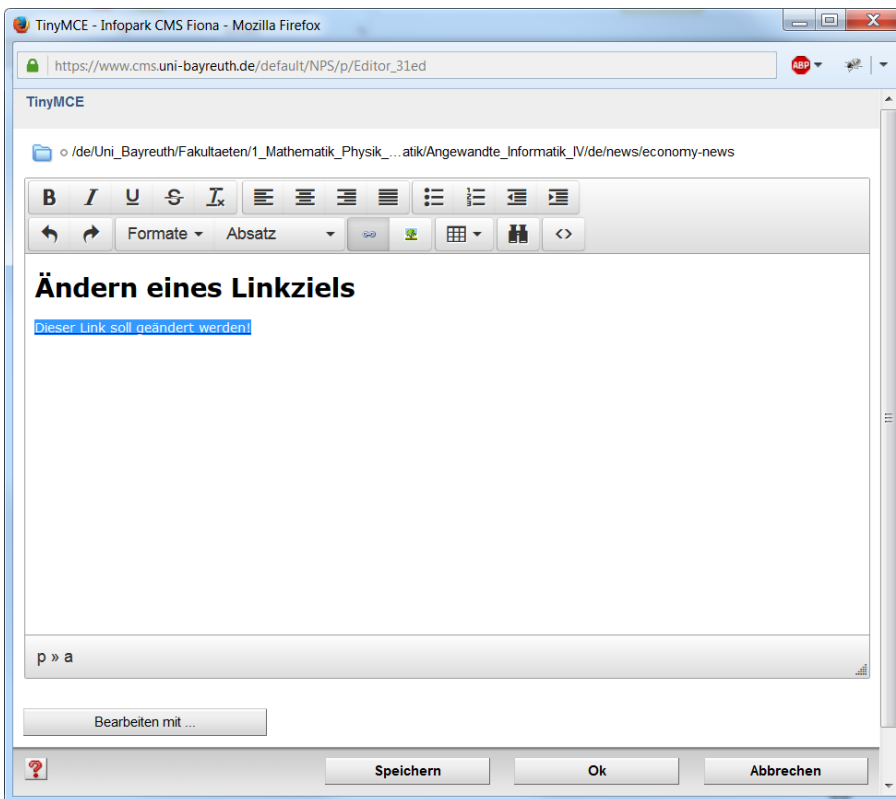 TinyMCE - Infopark CMS Fiona - Mozilla Firefox
https://www.cms.uni-bayreuth.de/default/NPS/p/Editor_31ed
ABP
TinyMCE
/de/Uni_Bayreuth/Fakultaeten/1_Mathematik_Physik_…atik/Angewandte_Informatik_IV/de/news/economy-news
B I U S Tx
Formate Absatz <>
Ändern eines Linkziels
Dieser Link soll geändert werden!
p » a
Bearbeiten mit ...
? Speichern Ok Abbrechen